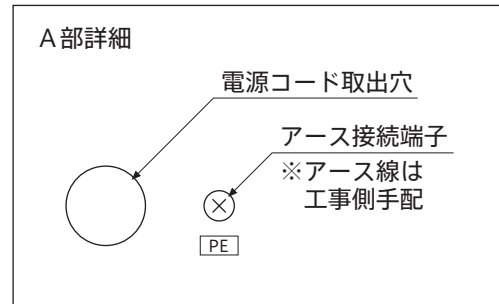 A部詳細
電源コード取出穴
アース接続端子
※アース線は
工事側手配
PE